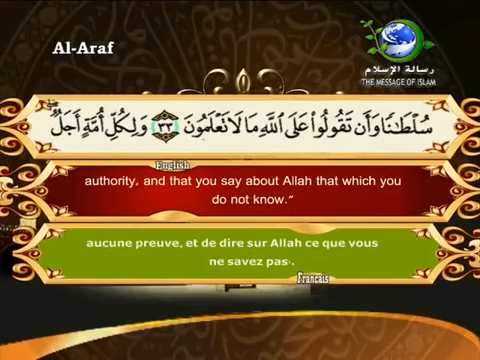 Al-Araf
رسالة الإسلام
THE MESSAGE OF ISLAM
سُلْطَٰنًا وَأَن تَقُولُوا۟ عَلَى ٱللَّهِ مَا لَا تَعْلَمُونَ ٣٣ وَلِكُلِّ أُمَّةٍ أَجَلٌ
English
authority, and that you say about Allah that which you
do not know."
aucune preuve, et de dire sur Allah ce que vous
ne savez pas.
Francais